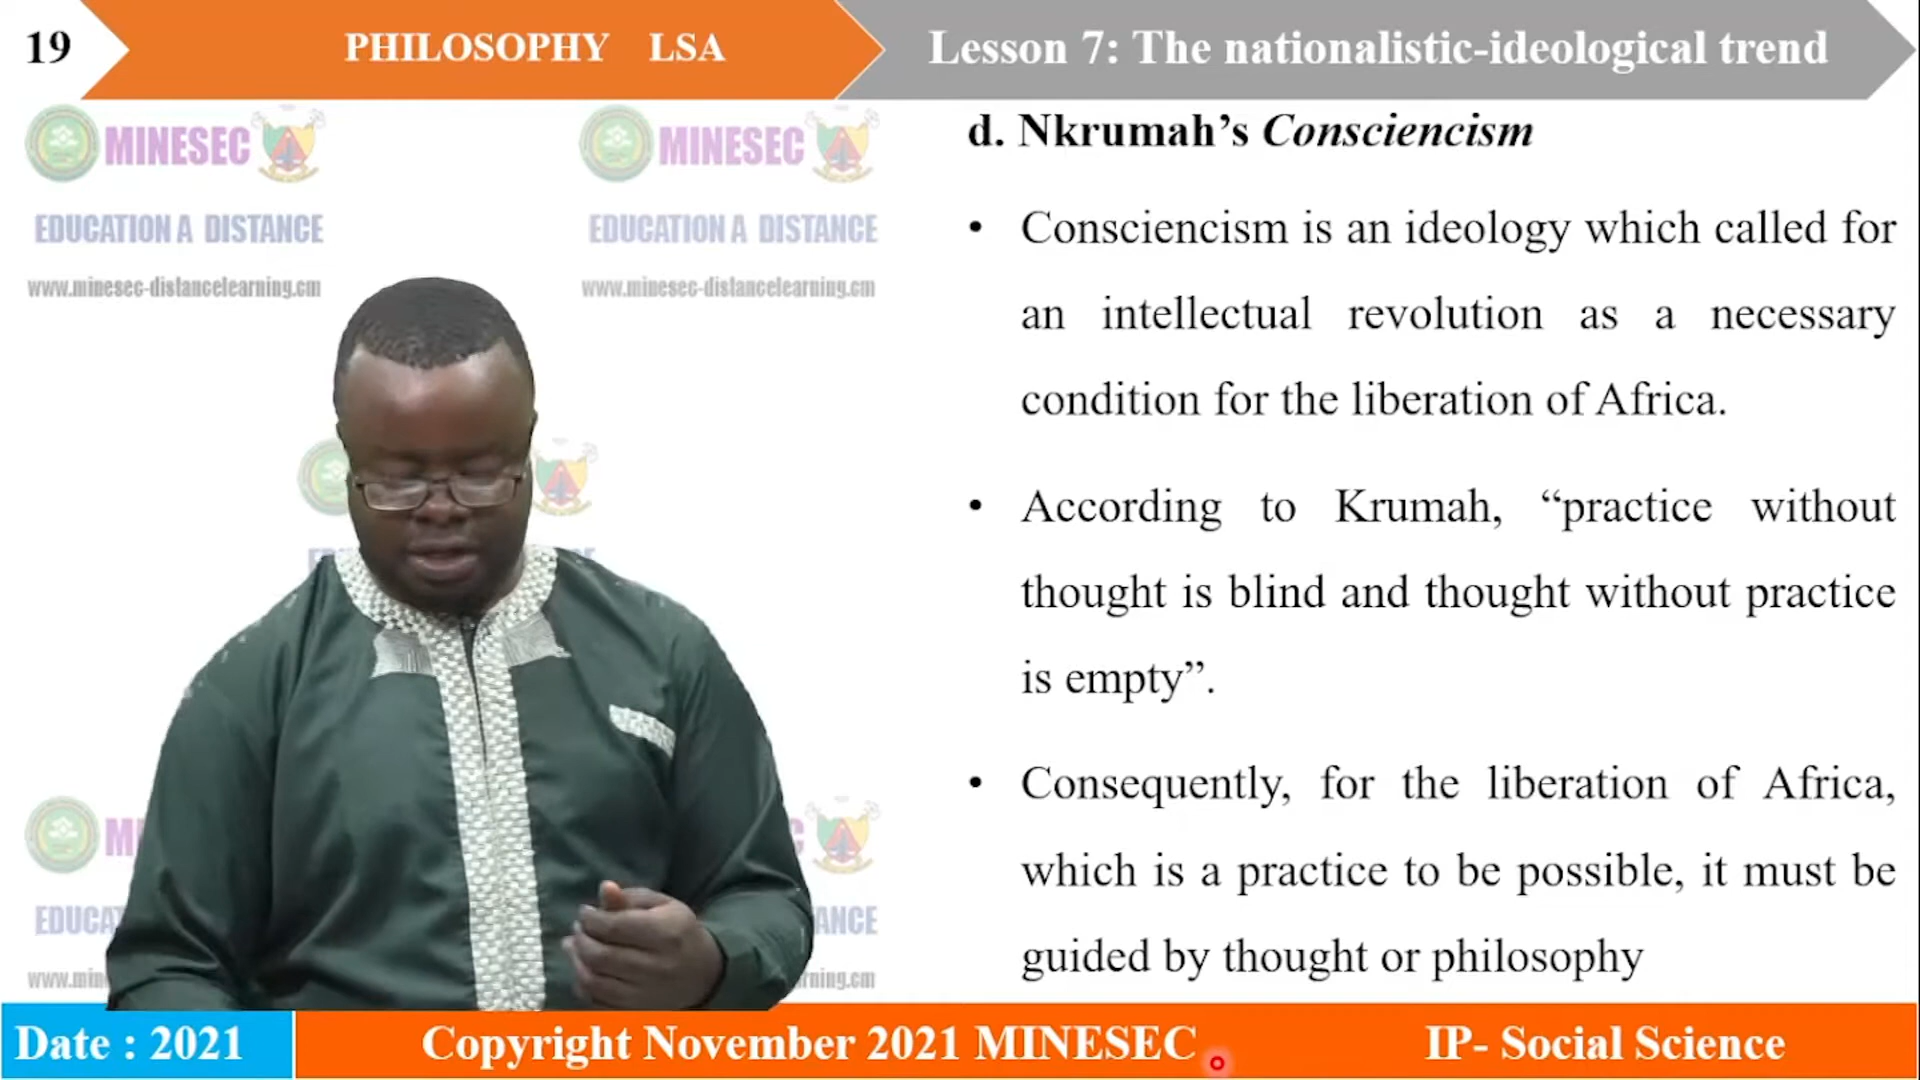 19
PHILOSOPHY LSA
Lesson 7: The nationalistic-ideological trend
MINESEC
EDUCATION A DISTANCE
www.minesec-distancelearning.cm
MINESEC
EDUCATION A DISTANCE
www.minesec-distancelearning.cm
d. Nkrumah’s Consciencism
• Consciencism is an ideology which called for
an intellectual revolution as a necessary
condition for the liberation of Africa.
• According to Krumah, “practice without
thought is blind and thought without practice
is empty”.
• Consequently, for the liberation of Africa,
which is a practice to be possible, it must be
guided by thought or philosophy
Date : 2021
Copyright November 2021 MINESEC
IP- Social Science